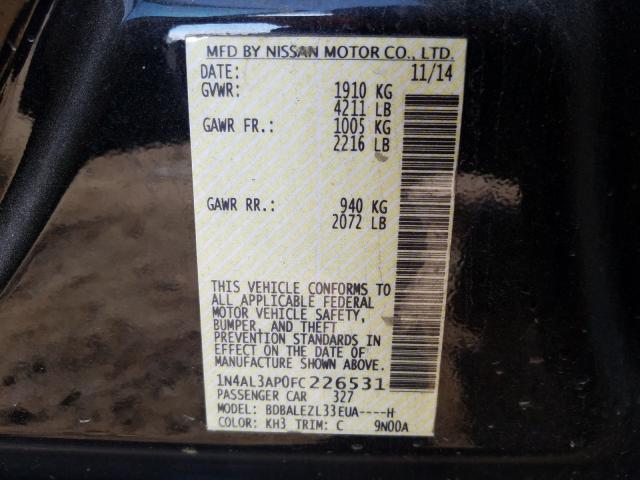 MFD BY NISSAN MOTOR CO., LTD.
DATE: 11/14
GVWR: 1910 KG
4211 LB
GAWR FR.: 1005 KG
2216 LB
GAWR RR.: 940 KG
2072 LB
THIS VEHICLE CONFORMS TO
ALL APPLICABLE FEDERAL
MOTOR VEHICLE SAFETY,
BUMPER, AND THEFT
PREVENTION STANDARDS IN
EFFECT ON THE DATE OF
MANUFACTURE SHOWN ABOVE.
1N4AL3AP0FC226531
PASSENGER CAR 327
MODEL: BDBALEZL33EUA----H
COLOR: KH3 TRIM: C 9N00A